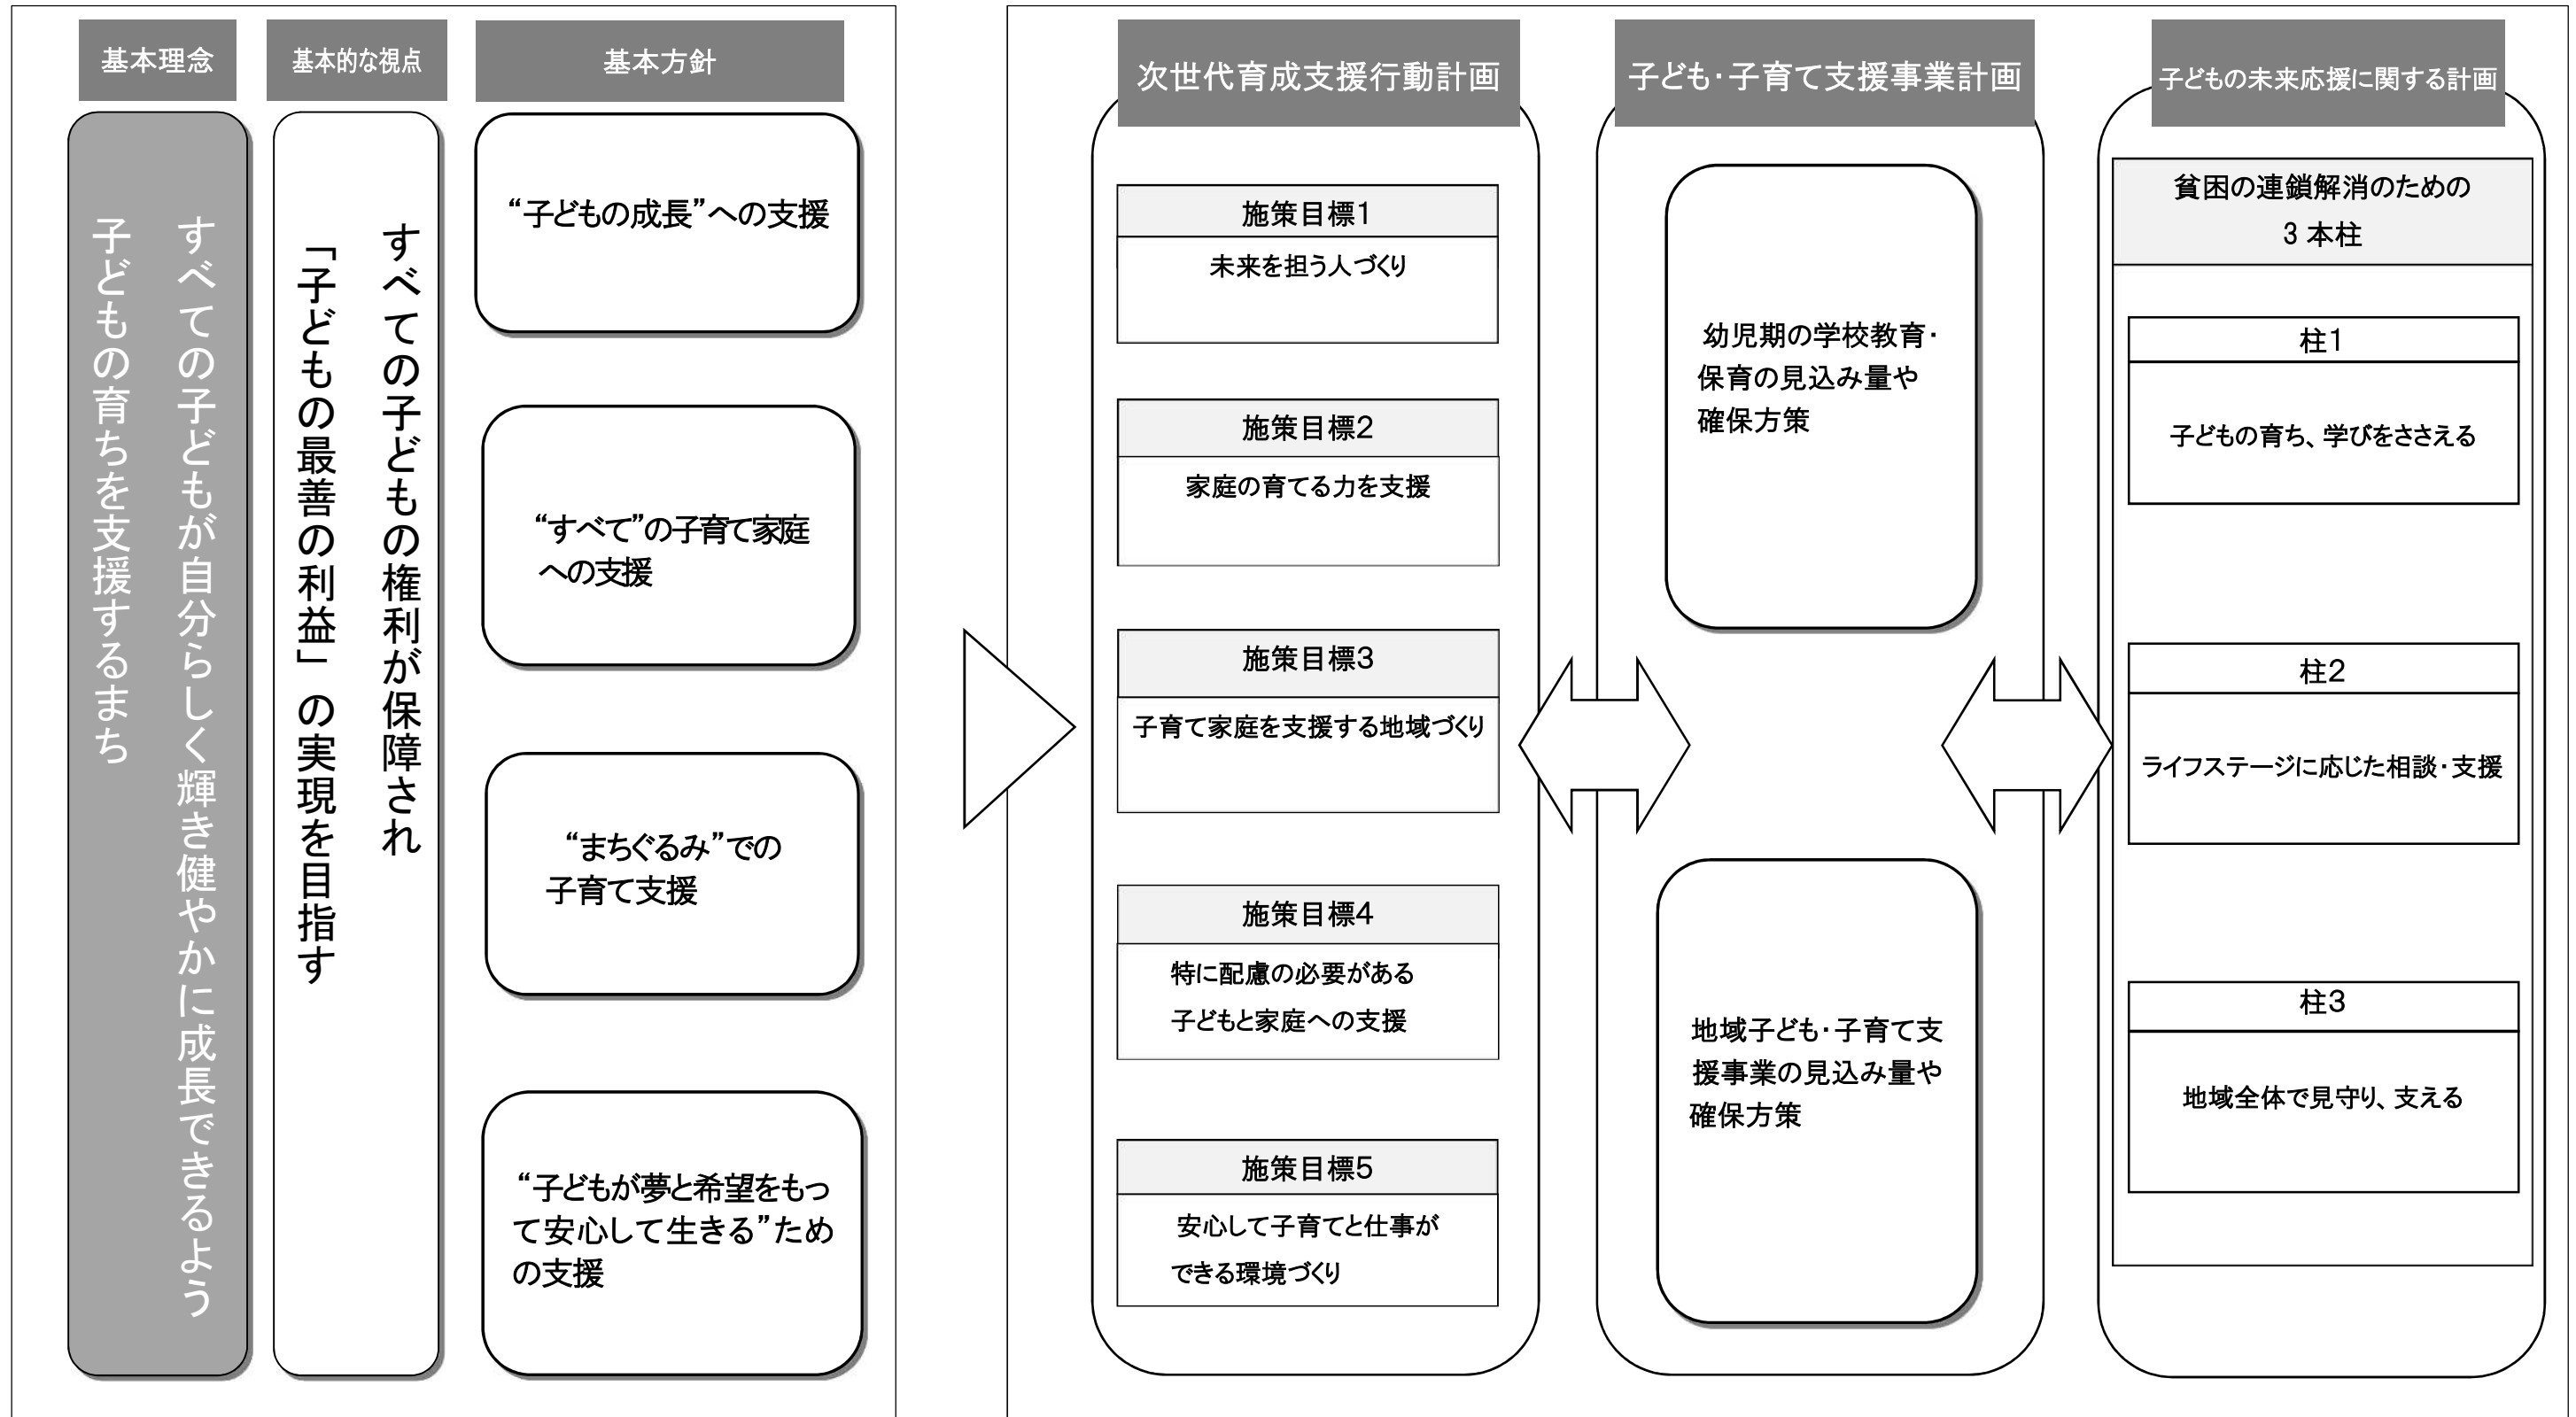 基本理念
すべての子どもが自分らしく輝き健やかに成長できるよう
子どもの育ちを支援するまち
基本的な視点
すべての子どもの権利が保障され
「子どもの最善の利益」の実現を目指す
基本方針
“子どもの成長”への支援
“すべて”の子育て家庭
への支援
“まちぐるみ”での
子育て支援
“子どもが夢と希望をもっ
て安心して生きる”ため
の支援
次世代育成支援行動計画
施策目標1
未来を担う人づくり
施策目標2
家庭の育てる力を支援
施策目標3
子育て家庭を支援する地域づくり
施策目標4
特に配慮の必要がある
子どもと家庭への支援
施策目標5
安心して子育てと仕事が
できる環境づくり
子ども・子育て支援事業計画
幼児期の学校教育・
保育の見込み量や
確保方策
地域子ども・子育て支
援事業の見込み量や
確保方策
子どもの未来応援に関する計画
貧困の連鎖解消のための
3 本柱
柱1
子どもの育ち、学びをささえる
柱2
ライフステージに応じた相談・支援
柱3
地域全体で見守り、支える